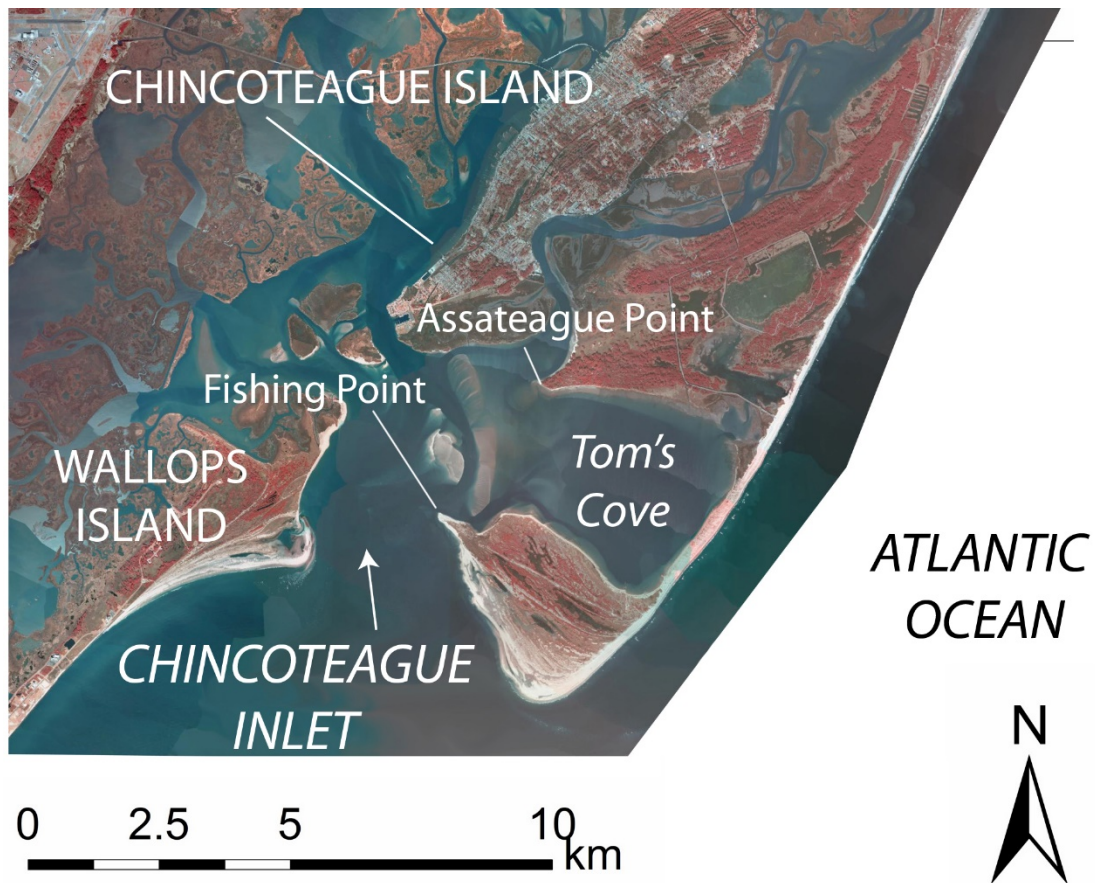 CHINCOTEAGUE ISLAND
Assateague Point
Fishing Point
Tom's
Cove
WALLOPS
ISLAND
ATLANTIC
OCEAN
CHINCOTEAGUE
INLET
N
0 2.5 5 10
km